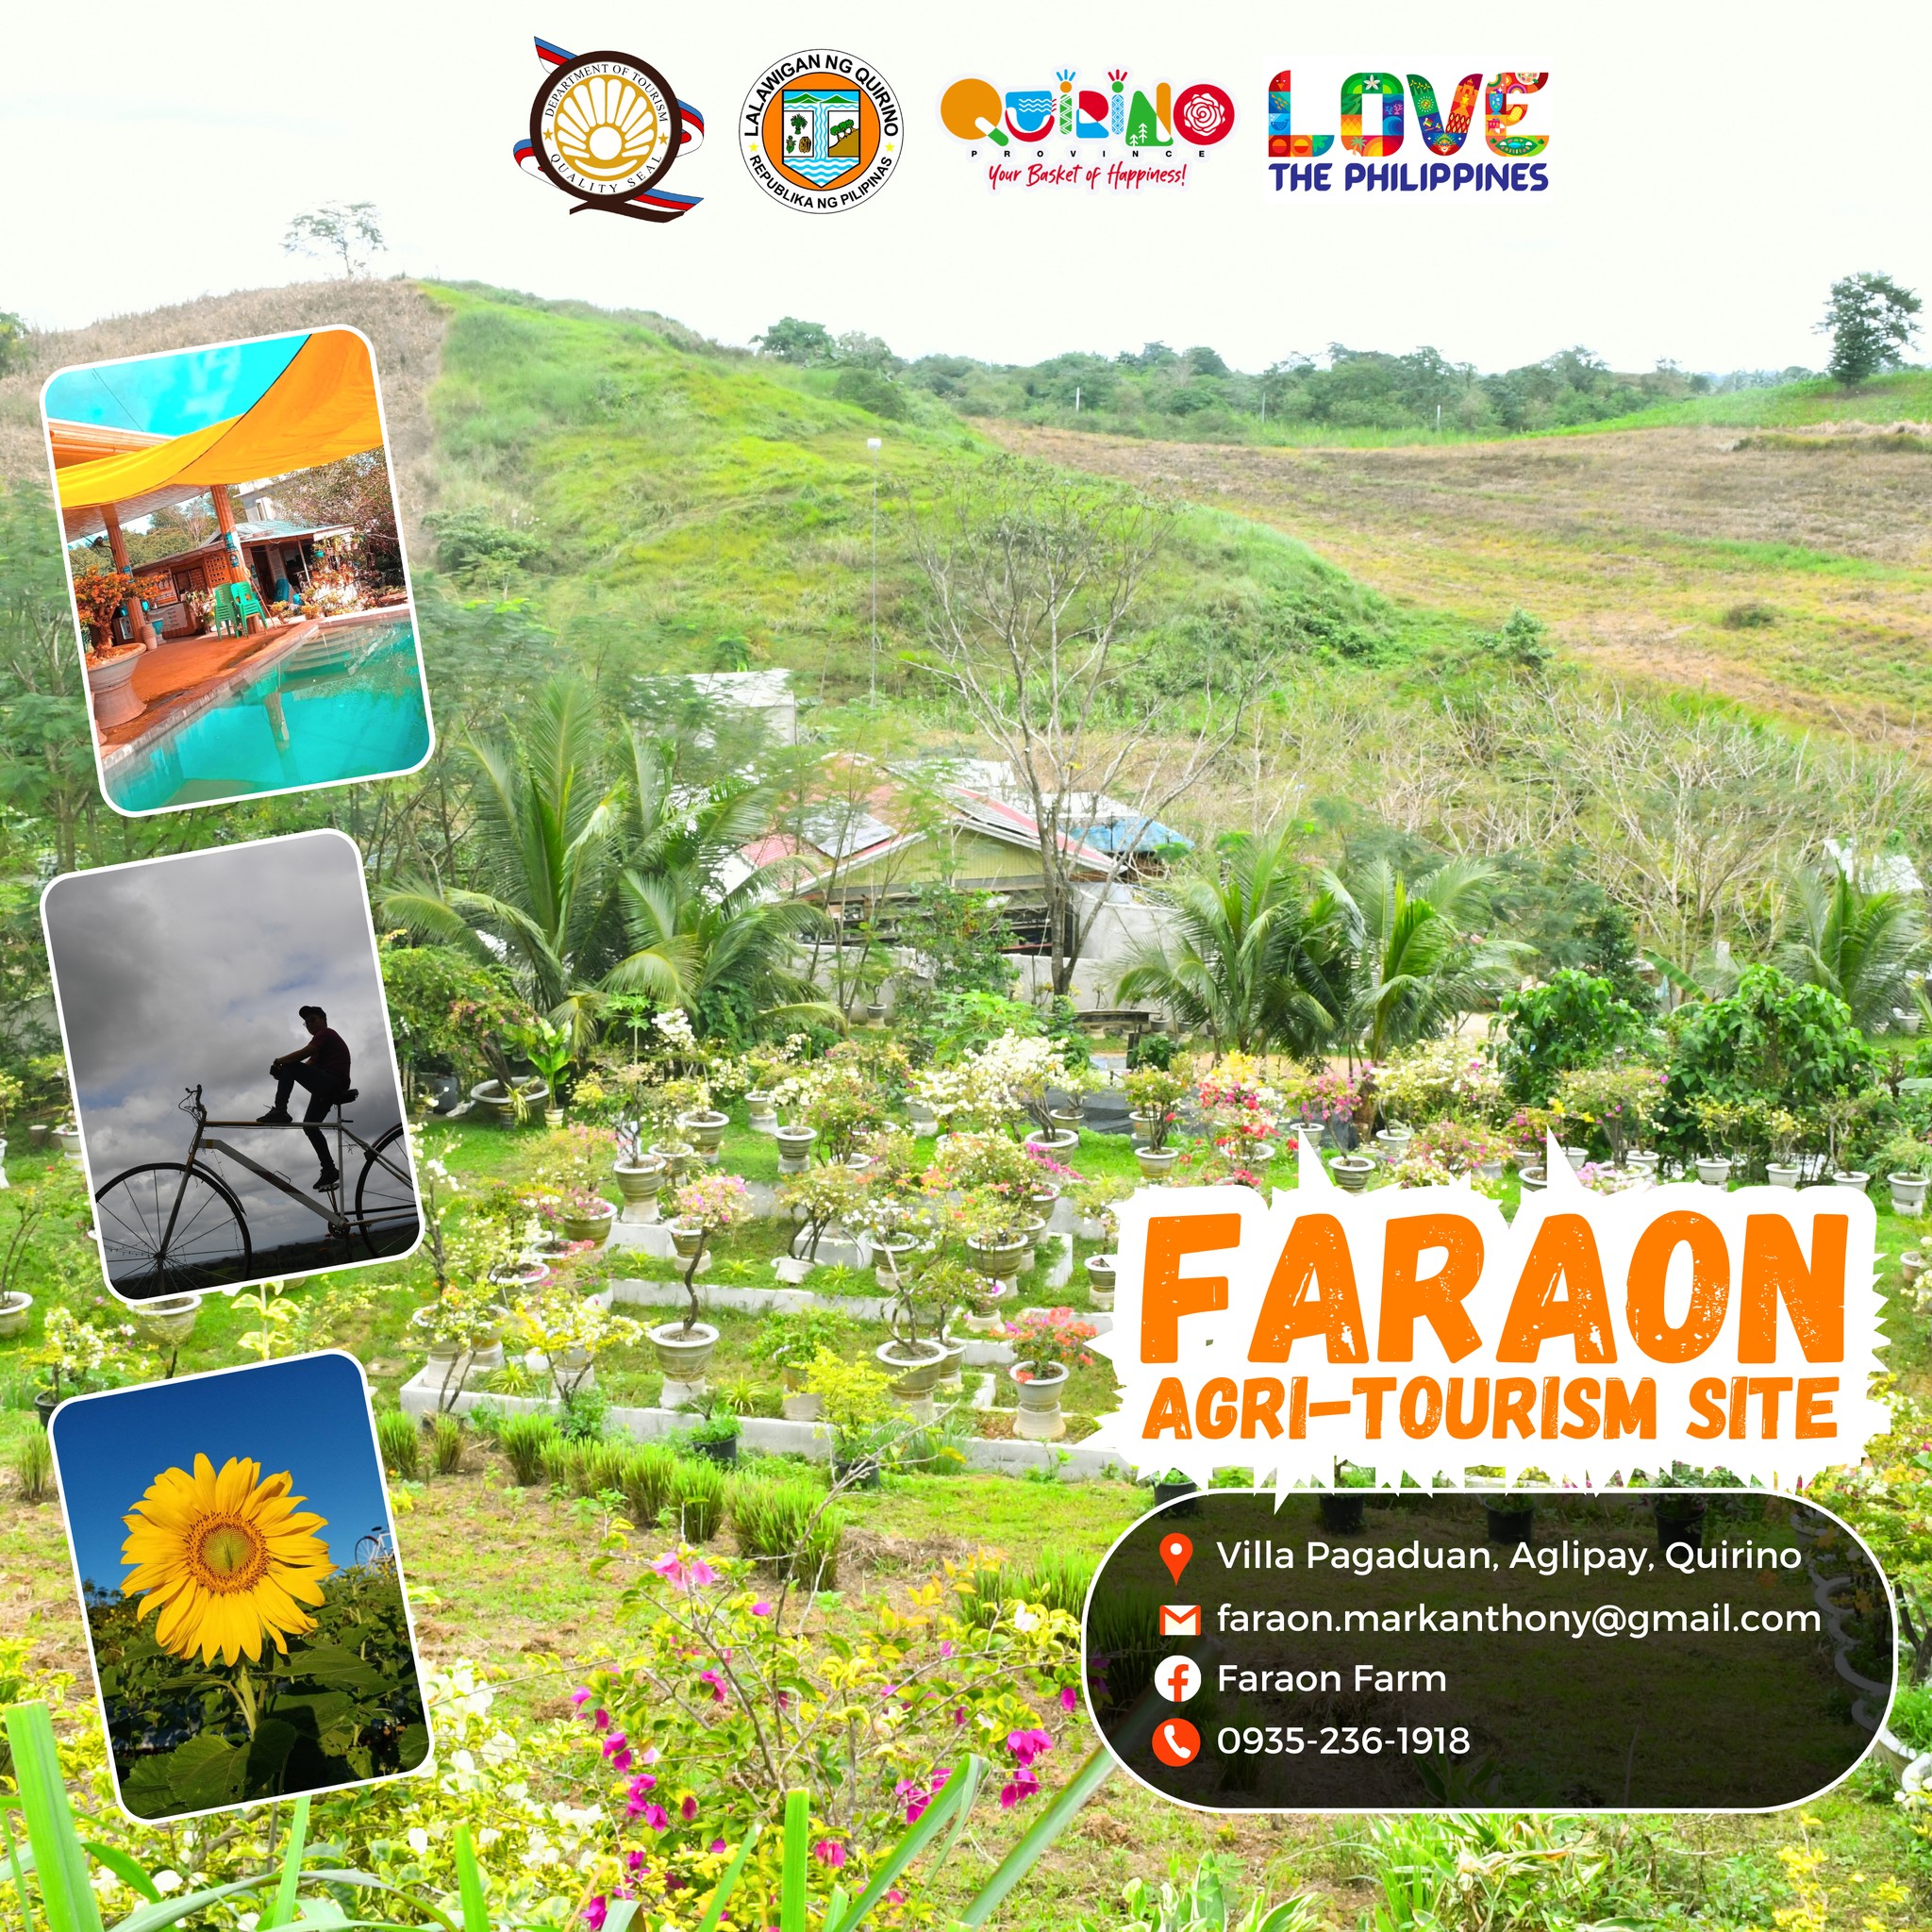 DEPARTMENT OF TOURISM
QUALITY SEAL
LALAWIGAN NG QUIRINO
REPUBLIKA NG PILIPINAS
QUIRINO
PROVINCE
Your Basket of Happiness!
LOVE
THE PHILIPPINES
FARAON
AGRI-TOURISM SITE
Villa Pagaduan, Aglipay, Quirino
faraon.markanthony@gmail.com
Faraon Farm
0935-236-1918